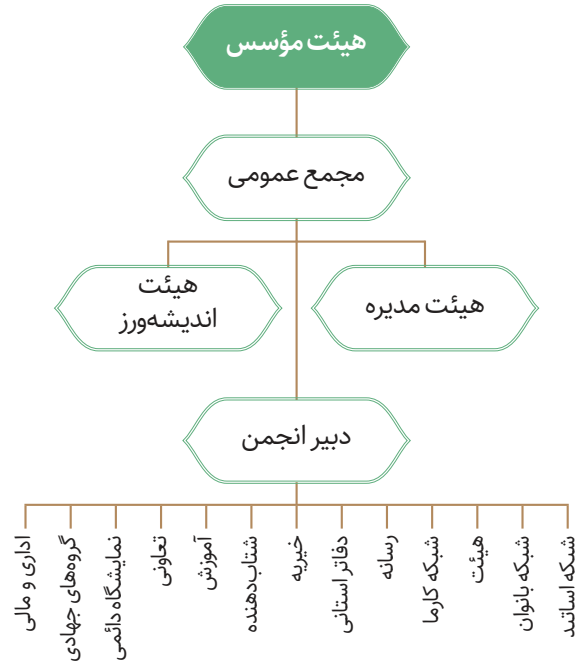 هیئت مؤسس
مجمع عمومی
هیئت مدیره
هیئت
اندیشه‌ورز
دبیر انجمن
شبکه اساتند
شبکه بانوان
هیئت
شبکه کارما
رسانه
دفاتر استانی
خیریه
شتاب‌دهنده
آموزش
تعاونی
نمایشگاه دائمی
گروه‌های جهادی
اداری و مالی